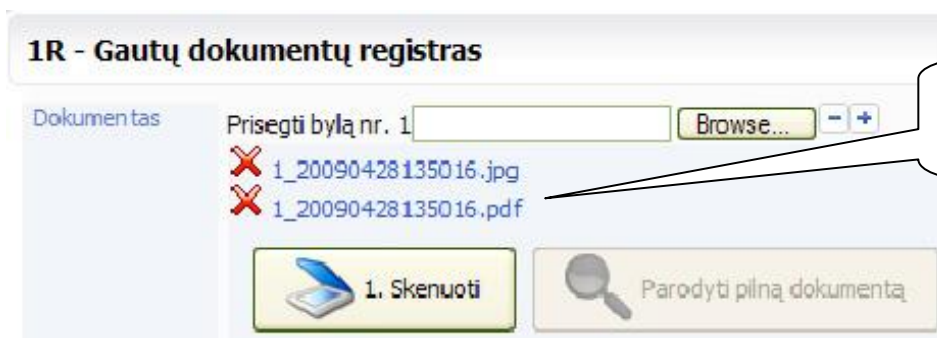 1R - Gautų dokumentų registras
Dokumentas
Prisegti bylą nr. 1 Browse... - +
1_20090428135016.jpg
1_20090428135016.pdf
1. Skenuoti
Parodyti pilną dokumentą